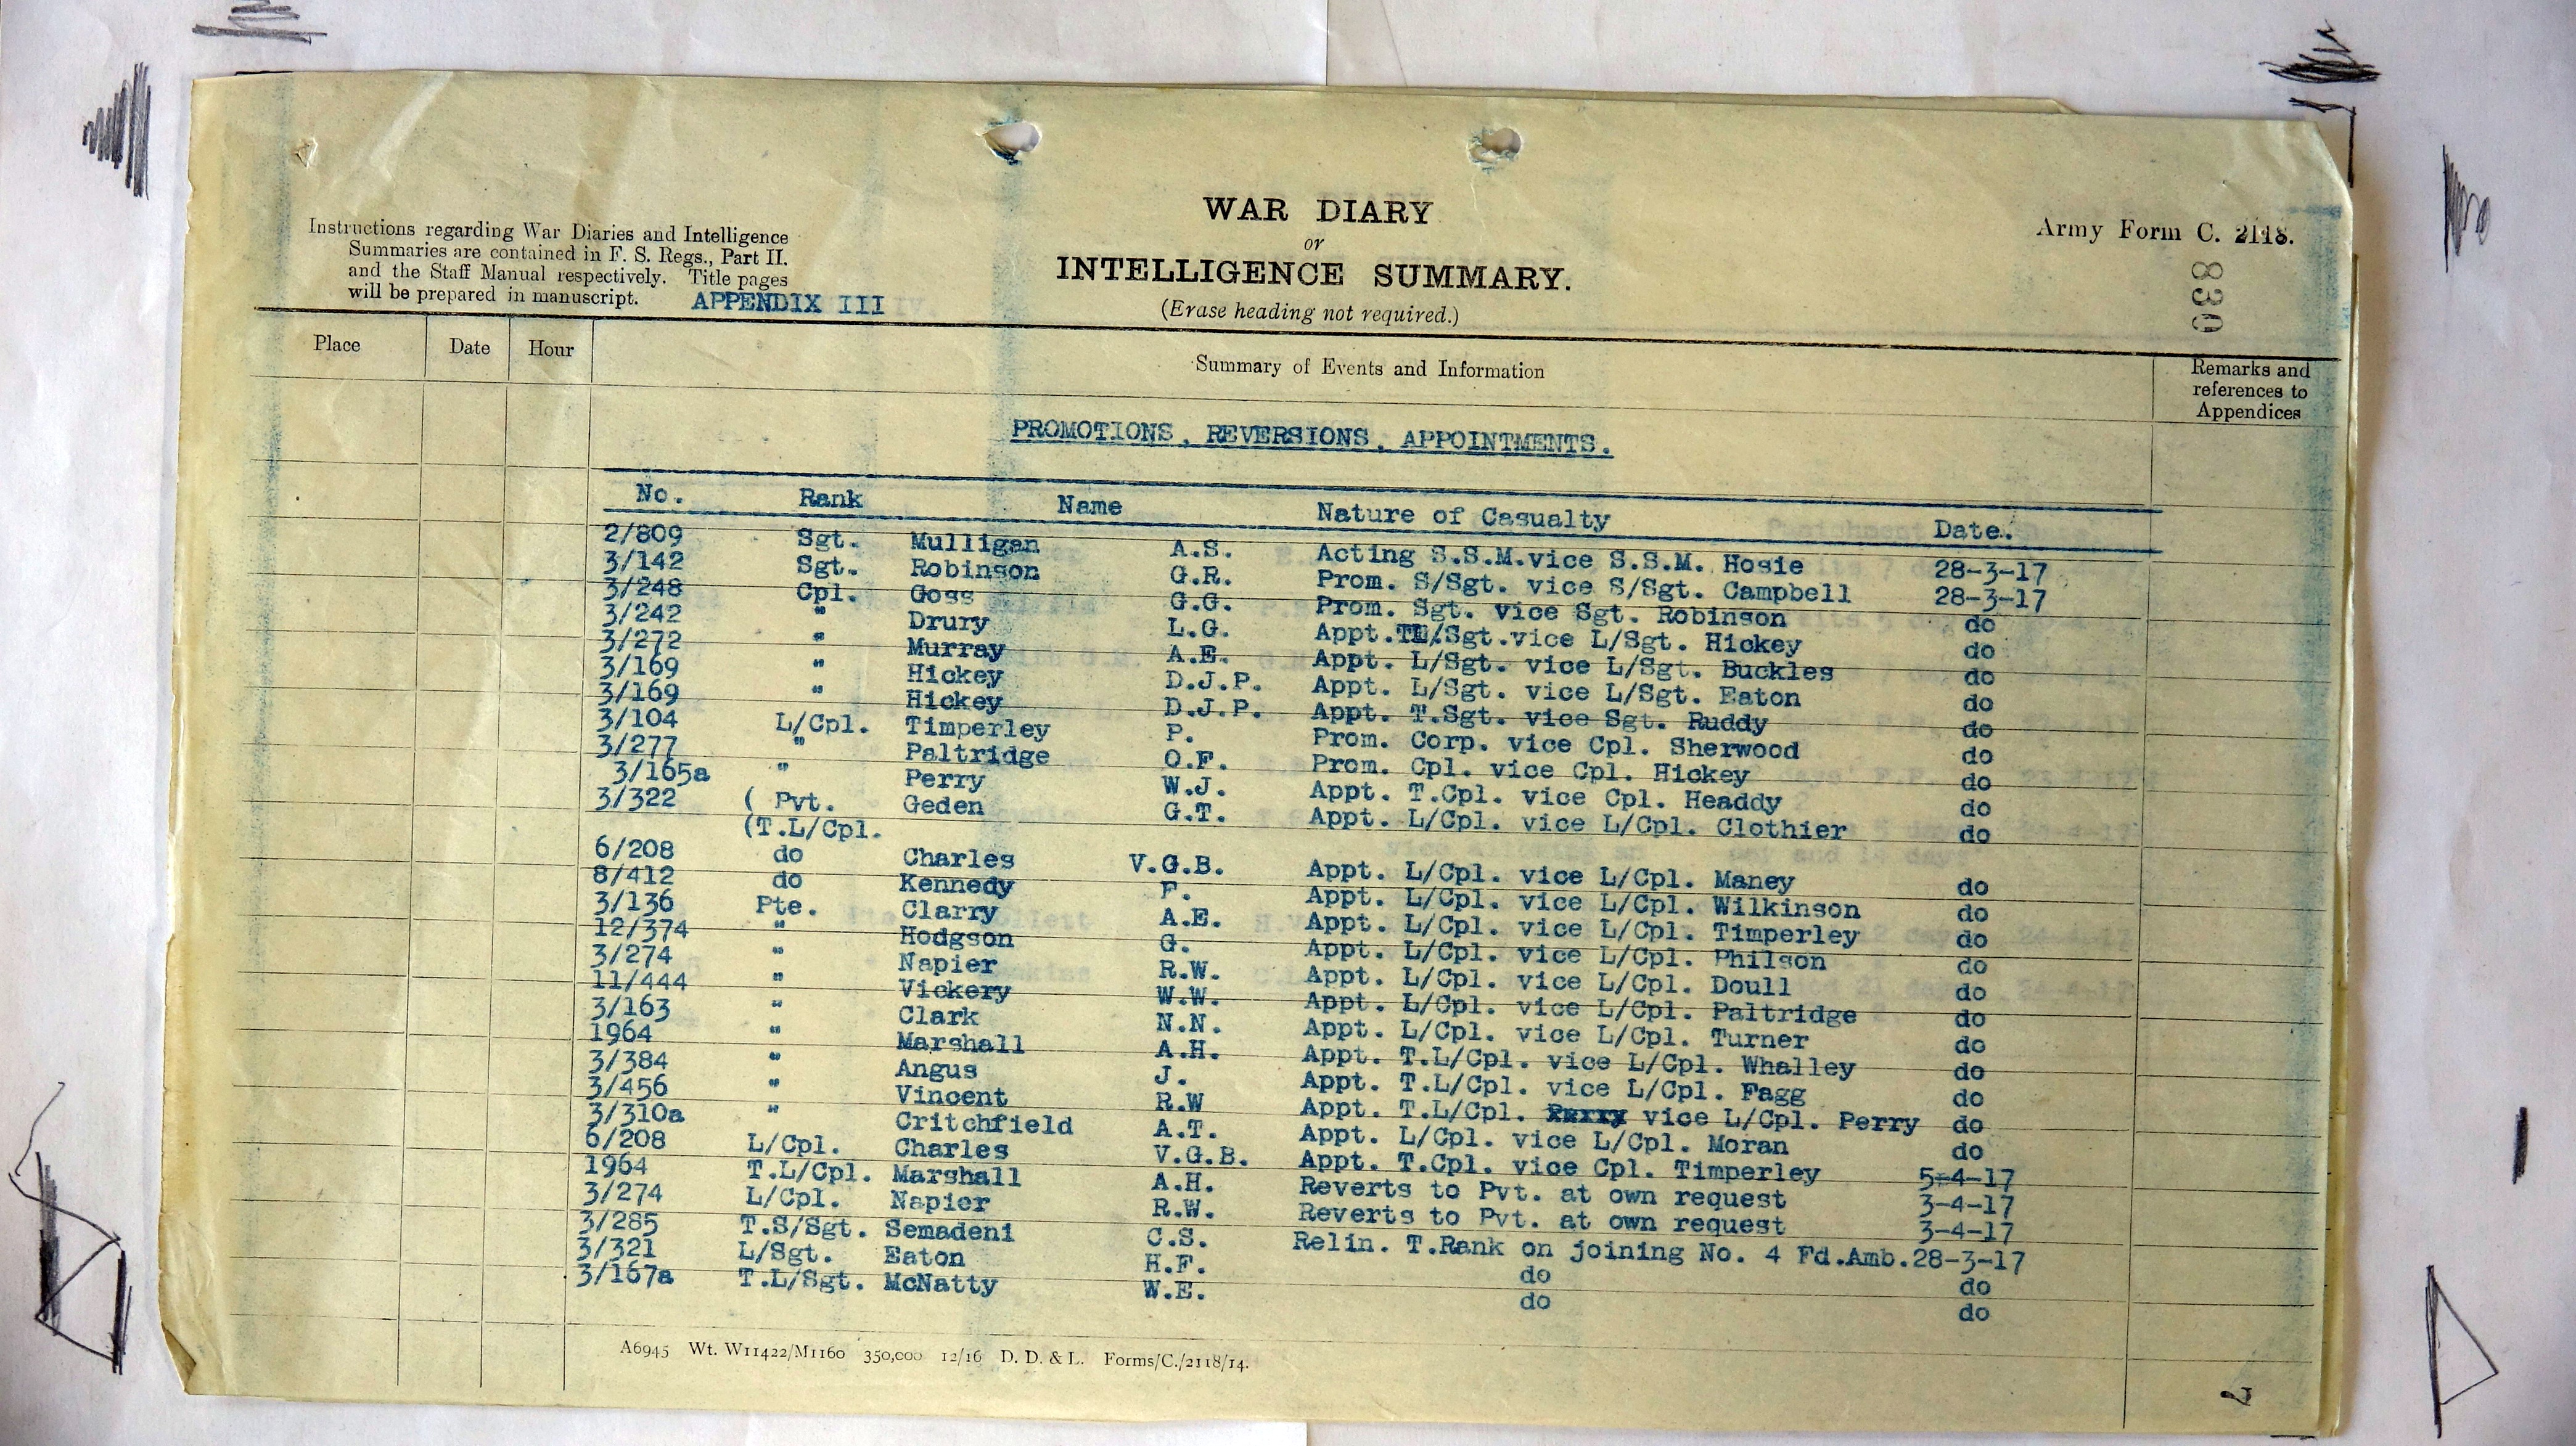 Instructions regarding War Diaries and Intelligence
Summaries are contained in F. S. Regs., Part II.
and the Staff Manual respectively. Title pages
will be prepared in manuscript. APPENDIX III
WAR DIARY
or
INTELLIGENCE SUMMARY.
(Erase heading not required.)
Army Form C. 2118.
830
Place Date Hour Summary of Events and Information Remarks and references to Appendices
PROMOTIONS, REVERSIONS, APPOINTMENTS.
No. Rank Name Nature of Casualty Date.
2/809 Sgt. Mulligan A.S. Acting S.S.M.vice S.S.M. Hosie 28-3-17
3/142 Sgt. Robinson G.R. Prom. S/Sgt. vice S/Sgt. Campbell 28-3-17
3/248 Cpl. Goss G.G. Prom. Sgt. vice Sgt. Robinson do
3/242 " Drury L.G. Appt. TL/Sgt.vice L/Sgt. Hickey do
3/272 " Murray A.E. Appt. L/Sgt. vice L/Sgt. Buckles do
3/169 " Hickey D.J.P. Appt. L/Sgt. vice L/Sgt. Eaton do
3/169 " Hickey D.J.P. Appt. T.Sgt. vice Sgt. Ruddy do
3/104 L/Cpl. Timperley P. Prom. Corp. vice Cpl. Sherwood do
3/277 " Paltridge O.F. Prom. Cpl. vice Cpl. Hickey do
3/165a " Perry W.J. Appt. T.Cpl. vice Cpl. Headdy do
3/322 ( Pvt. Geden G.T. Appt. L/Cpl. vice L/Cpl. Clothier do
(T.L/Cpl.
6/208 do Charles V.G.B. Appt. L/Cpl. vice L/Cpl. Maney do
8/412 do Kennedy F. Appt. L/Cpl. vice L/Cpl. Wilkinson do
3/136 Pte. Clarry A.E. Appt. L/Cpl. vice L/Cpl. Timperley do
12/374 " Hodgson G. Appt. L/Cpl. vice L/Cpl. Philson do
3/274 " Napier R.W. Appt. L/Cpl. vice L/Cpl. Doull do
11/444 " Vickery W.W. Appt. L/Cpl. vice L/Cpl. Paltridge do
3/163 " Clark N.N. Appt. L/Cpl. vice L/Cpl. Turner do
1964 " Marshall A.H. Appt. T.L/Cpl. vice L/Cpl. Whalley do
3/384 " Angus J. Appt. T.L/Cpl. vice L/Cpl. Fagg do
3/456 " Vincent R.W Appt. T.L/Cpl. vice L/Cpl. Perry do
3/310a " Critchfield A.T. Appt. L/Cpl. vice L/Cpl. Moran do
6/208 L/Cpl. Charles V.G.B. Appt. T.Cpl. vice Cpl. Timperley 5-4-17
1964 T.L/Cpl. Marshall A.H. Reverts to Pvt. at own request 3-4-17
3/274 L/Cpl. Napier R.W. Reverts to Pvt. at own request 3-4-17
3/285 T.S/Sgt. Semadeni C.S. Relin. T.Rank on joining No. 4 Fd.Amb.28-3-17
3/321 L/Sgt. Eaton H.F. do do
3/167a T.L/Sgt. McNatty W.E. do do
A6945 Wt. W11422/M1160 350,000 12/16 D. D. & L. Forms/C./2118/14.